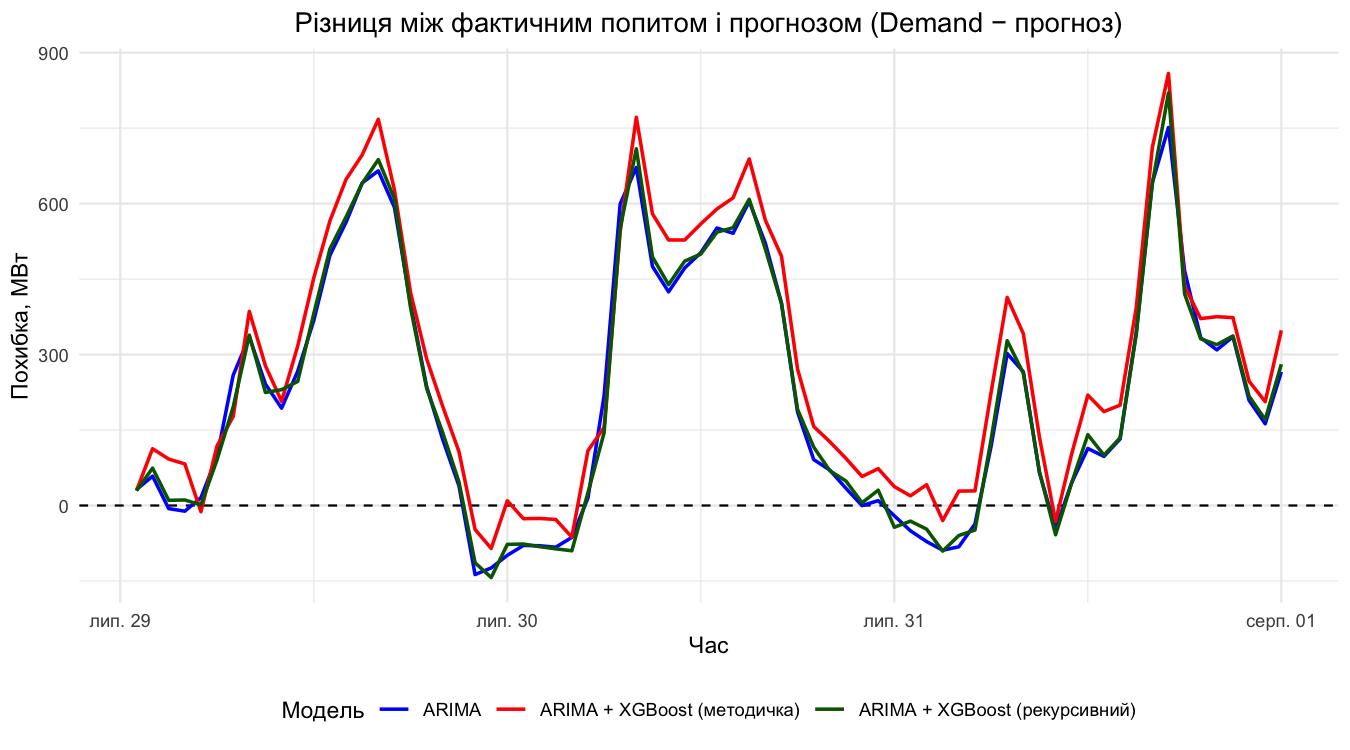 Різниця між фактичним попитом і прогнозом (Demand − прогноз)
900
600
300
0
Похибка, МВт
лип. 29 лип. 30 лип. 31 серп. 01
Час
Модель ARIMA ARIMA + XGBoost (методичка) ARIMA + XGBoost (рекурсивний)